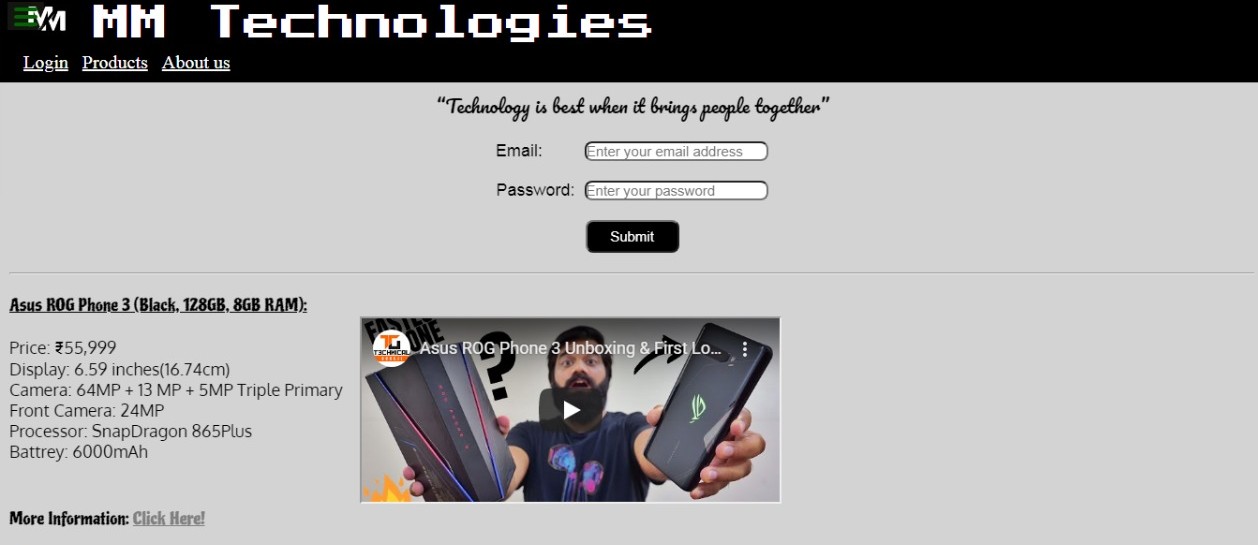 MM
MM Technologies
Login Products About us
“Technology is best when it brings people together”
Email: Enter your email address
Password: Enter your password
Submit
Asus ROG Phone 3 (Black, 128GB, 8GB RAM):
Price: ₹55,999
Display: 6.59 inches(16.74cm)
Camera: 64MP + 13 MP + 5MP Triple Primary
Front Camera: 24MP
Processor: SnapDragon 865Plus
Battrey: 6000mAh
TG
Asus ROG Phone 3 Unboxing & First Lo...
?
More Information: Click Here!